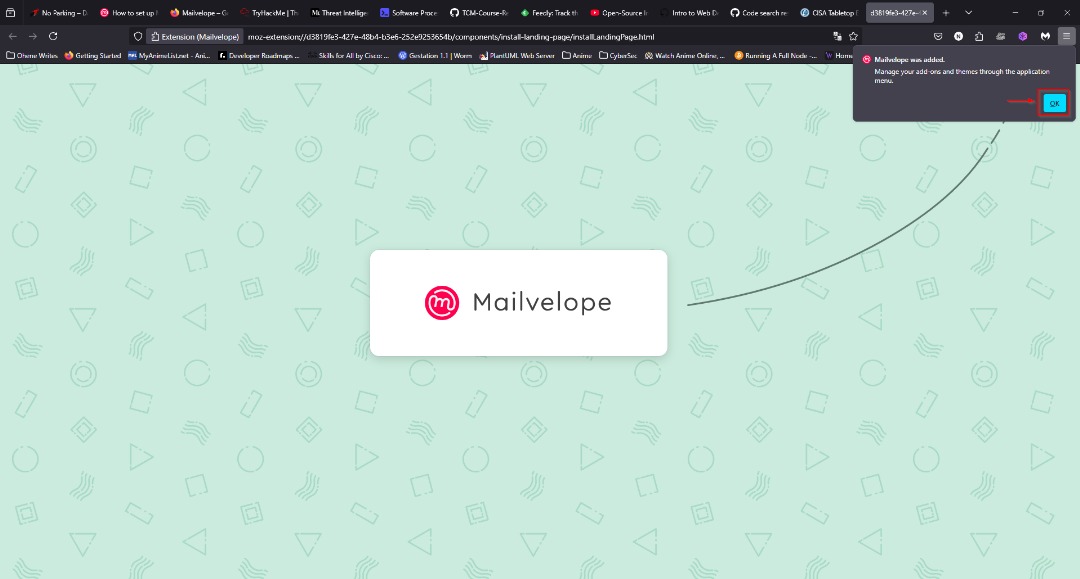 No Parking – D
How to set up M
Mailvelope – G
TryHackMe | Th
Threat Intellige
Software Proce
TCM-Course-R
Feedly: Track th
Open-Source In
Intro to Web D
Code search re
CISA Tabletop I
d3819fe3-427e-
Extension (Mailvelope)
moz-extension://d3819fe3-427e-48b4-b3e6-252e9253654b/components/install-landing-page/installLandingPage.html
Ohene Writes
Getting Started
MyAnimeList.net - Ani...
Developer Roadmaps ...
Skills for All by Cisco: ...
Gestation 1.1 | Worm
PlantUML Web Server
Anime
CyberSec
Watch Anime Online, ...
Running A Full Node -...
Home
Mailvelope was added.
Manage your add-ons and themes through the application
menu.
OK
Mailvelope